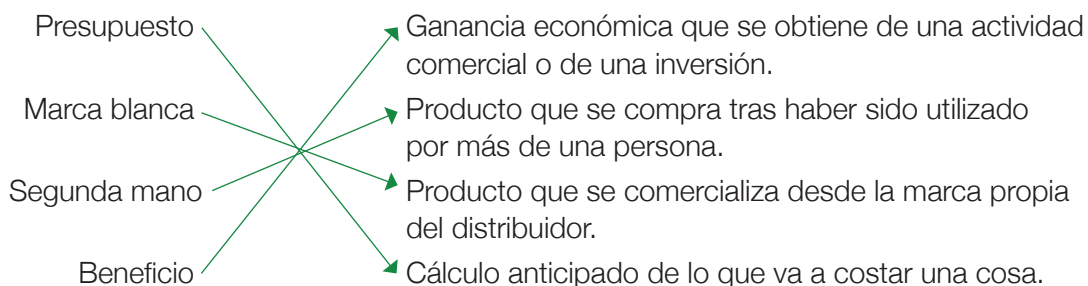 Presupuesto
Ganancia económica que se obtiene de una actividad
comercial o de una inversión.
Marca blanca
Producto que se compra tras haber sido utilizado
por más de una persona.
Segunda mano
Producto que se comercializa desde la marca propia
del distribuidor.
Beneficio
Cálculo anticipado de lo que va a costar una cosa.